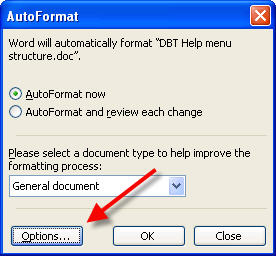 AutoFormat
Word will automatically format "DBT Help menu
structure.doc".
AutoFormat now
AutoFormat and review each change
Please select a document type to help improve the
formatting process:
General document
Options... OK Close